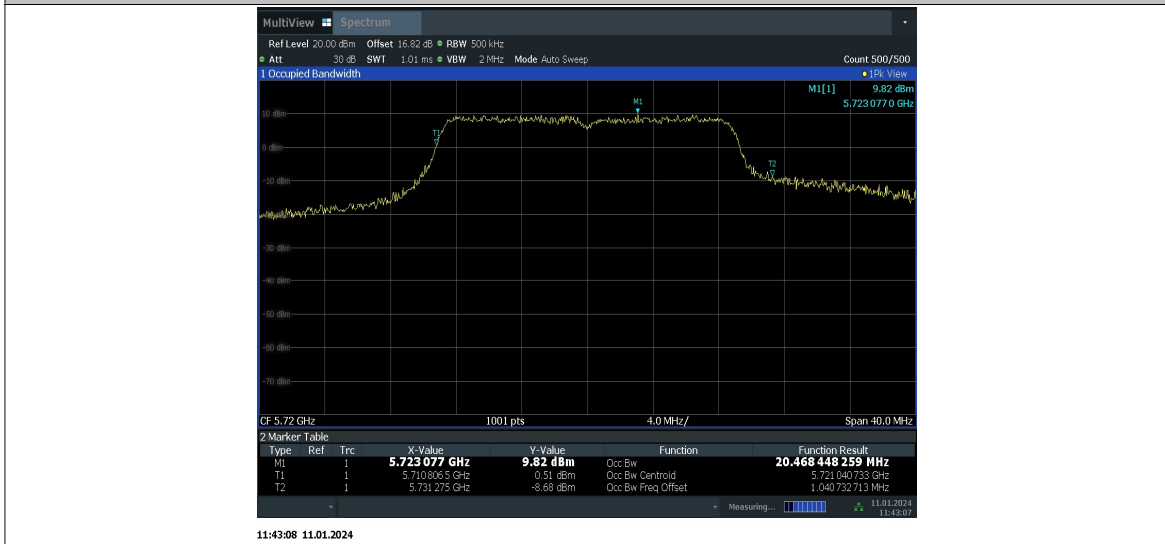 MultiView Spectrum
Ref Level 20.00 dBm Offset 16.82 dB RBW 500 kHz
Att 30 dB SWT 1.01 ms VBW 2 MHz Mode Auto Sweep Count 500/500
1 Occupied Bandwidth 1Pk View
M1[1] 9.82 dBm
5.723 077 0 GHz
M1
10 dBm
T1
0 dBm
T2
-10 dBm
-30 dBm
-40 dBm
-50 dBm
-60 dBm
-70 dBm
CF 5.72 GHz 1001 pts 4.0 MHz/ Span 40.0 MHz
2 Marker Table
Type Ref Trc X-Value Y-Value Function Function Result
M1 1 5.723 077 GHz 9.82 dBm Occ Bw 20.468 448 259 MHz
T1 1 5.710 806 5 GHz 0.51 dBm Occ Bw Centroid 5.721 040 733 GHz
T2 1 5.731 275 GHz -8.68 dBm Occ Bw Freq Offset 1.040 732 713 MHz
Measuring... 11.01.2024
11:43:07
11:43:08 11.01.2024